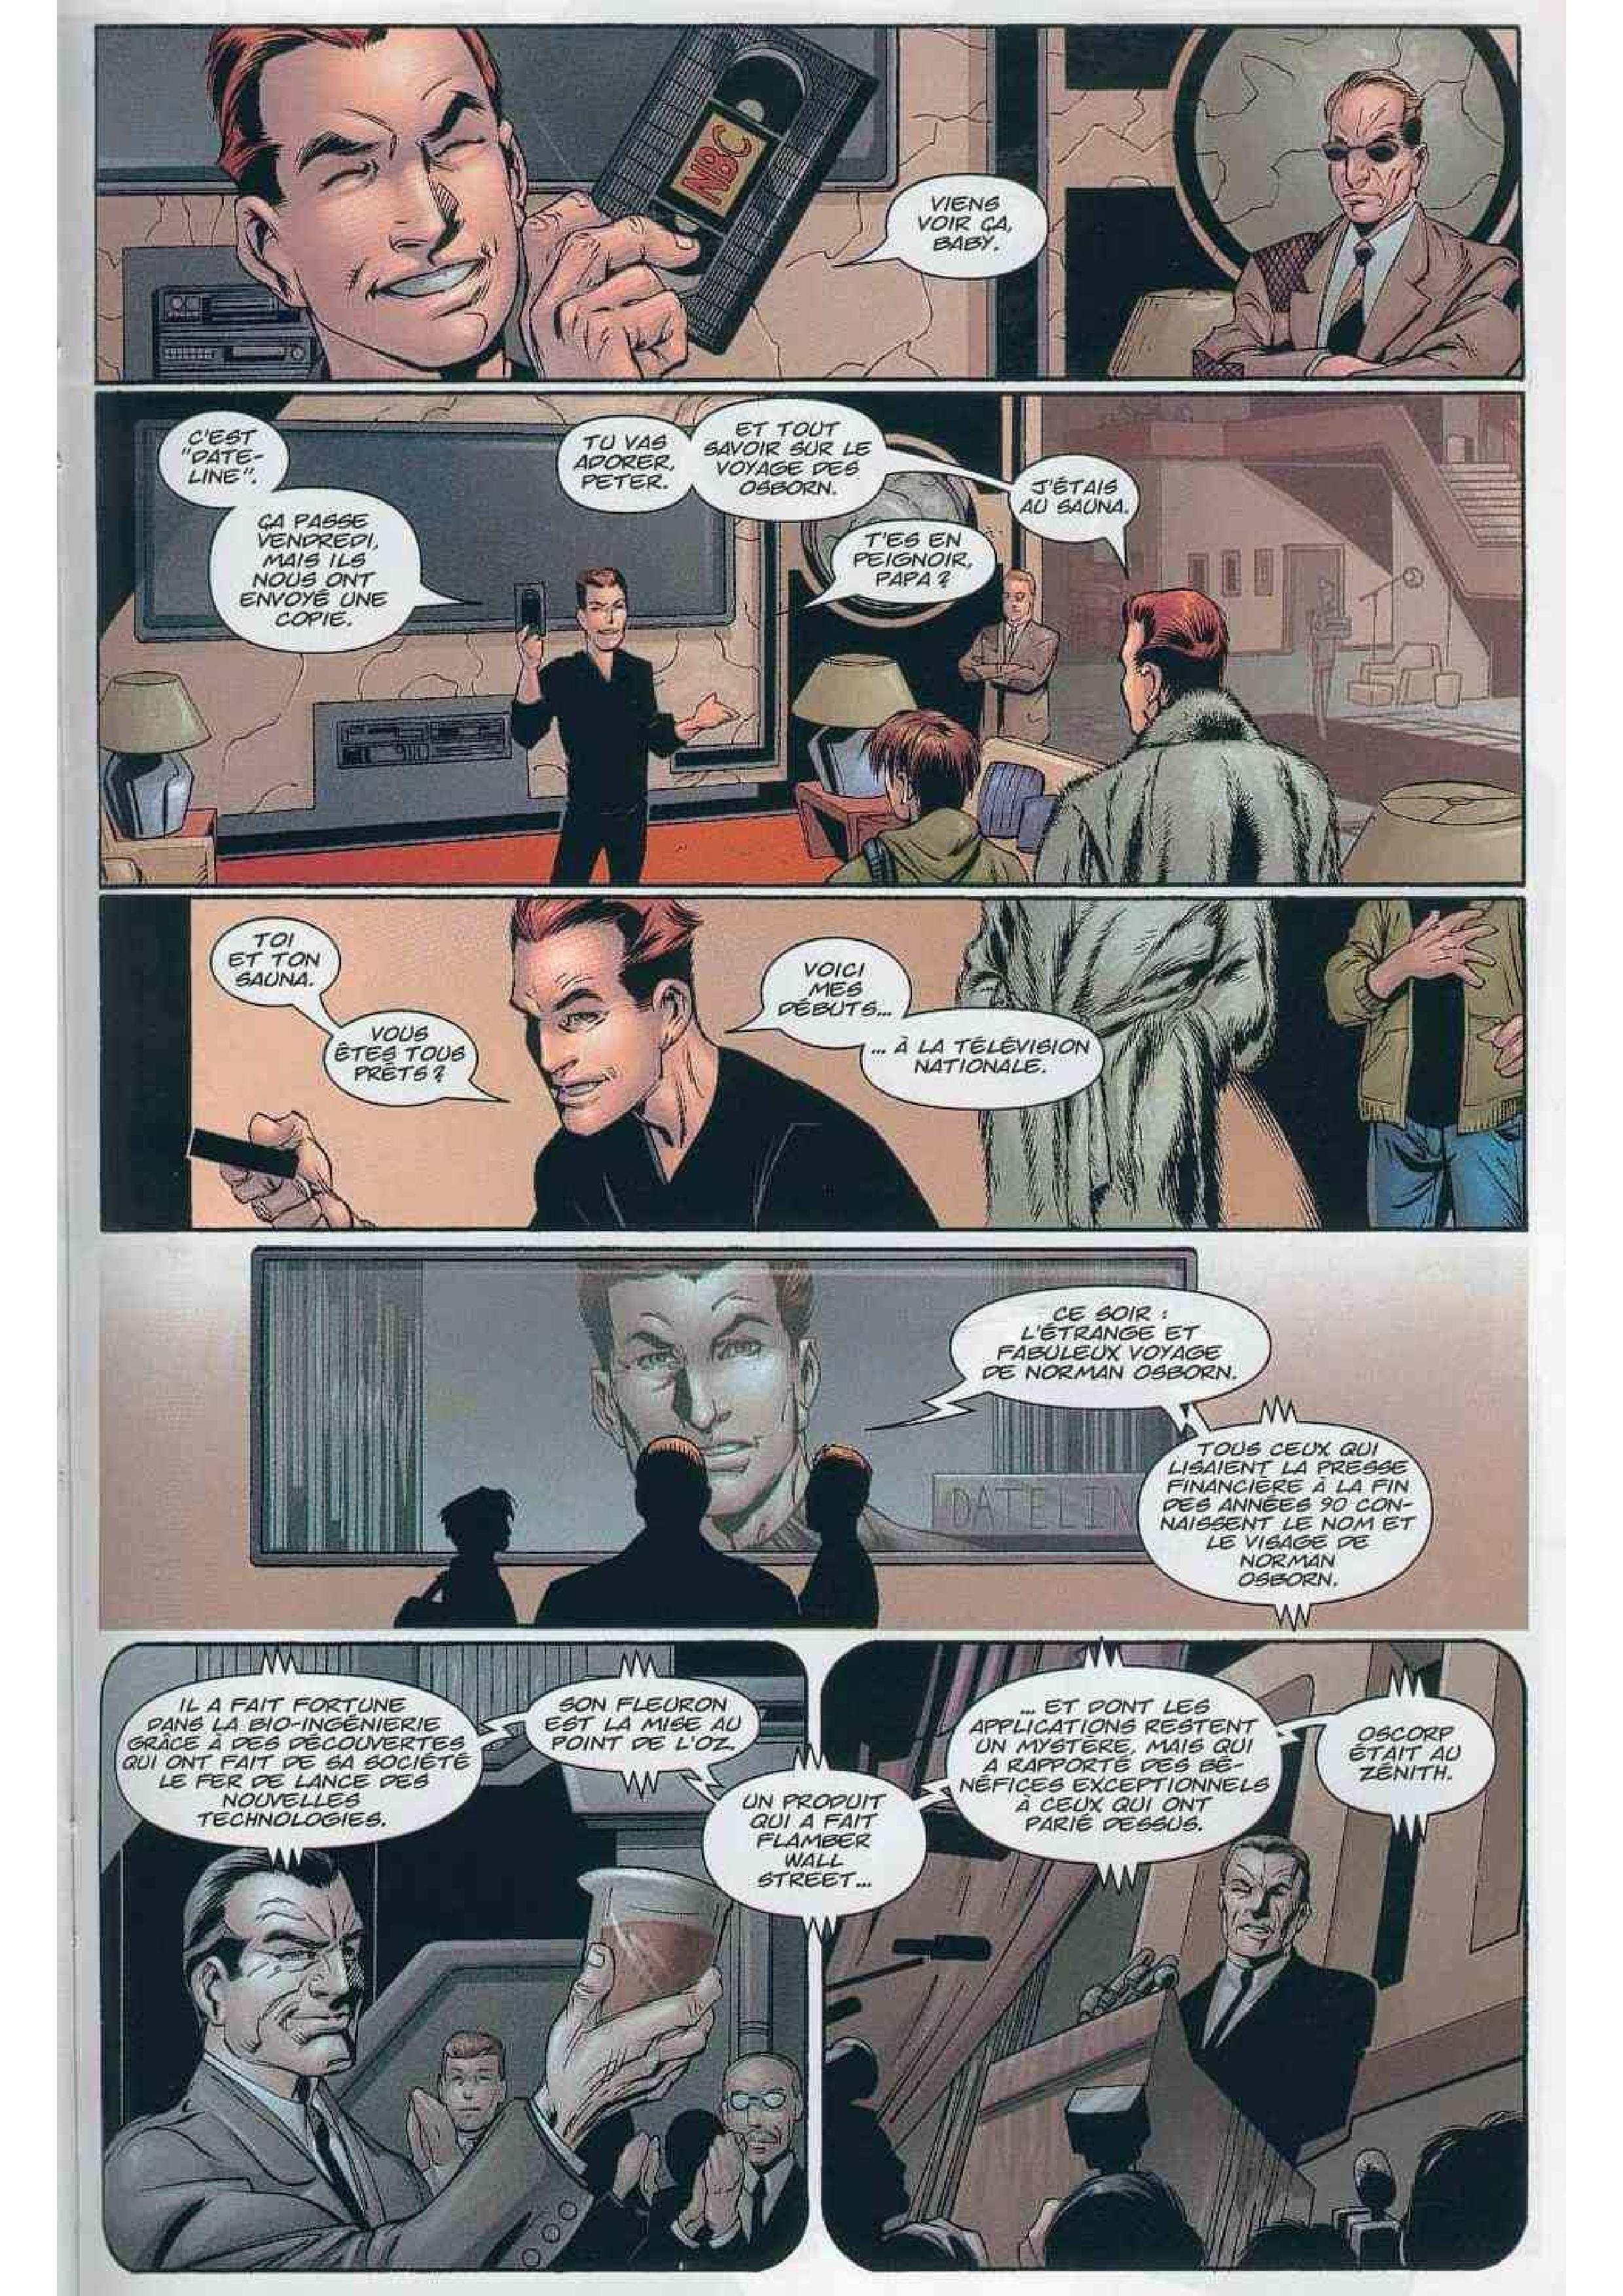 NBC
VIENS
VOIR ÇA,
BABY.
C'EST
"DATE-
LINE".
ÇA PASSE
VENDREDI,
MAIS ILS
NOUS ONT
ENVOYÉ UNE
COPIE.
TU VAS
ADORER,
PETER.
ET TOUT
SAVOIR SUR LE
VOYAGE DES
OSBORN.
T'ES EN
PEIGNOIR,
PAPA ?
J'ÉTAIS
AU SAUNA.
TOI
ET TON
SAUNA.
VOUS
ÊTES TOUS
PRÊTS ?
VOICI
MES
DÉBUTS...
... À LA TÉLÉVISION
NATIONALE.
CE SOIR :
L'ÉTRANGE ET
FABULEUX VOYAGE
DE NORMAN OSBORN.
DATELIN
TOUS CEUX QUI
LISAIENT LA PRESSE
FINANCIÈRE À LA FIN
DES ANNÉES 90 CON-
NAISSENT LE NOM ET
LE VISAGE DE
NORMAN
OSBORN.
IL A FAIT FORTUNE
DANS LA BIO-INGÉNIERIE
GRÂCE À DES DÉCOUVERTES
QUI ONT FAIT DE SA SOCIÉTÉ
LE FER DE LANCE DES
NOUVELLES
TECHNOLOGIES.
SON FLEURON
EST LA MISE AU
POINT DE L'OZ.
UN PRODUIT
QUI A FAIT
FLAMBER
WALL
STREET...
... ET DONT LES
APPLICATIONS RESTENT
UN MYSTÈRE, MAIS QUI
A RAPPORTÉ DES BÉ-
NÉFICES EXCEPTIONNELS
À CEUX QUI ONT
PARIÉ DESSUS.
OSCORP
ÉTAIT AU
ZÉNITH.